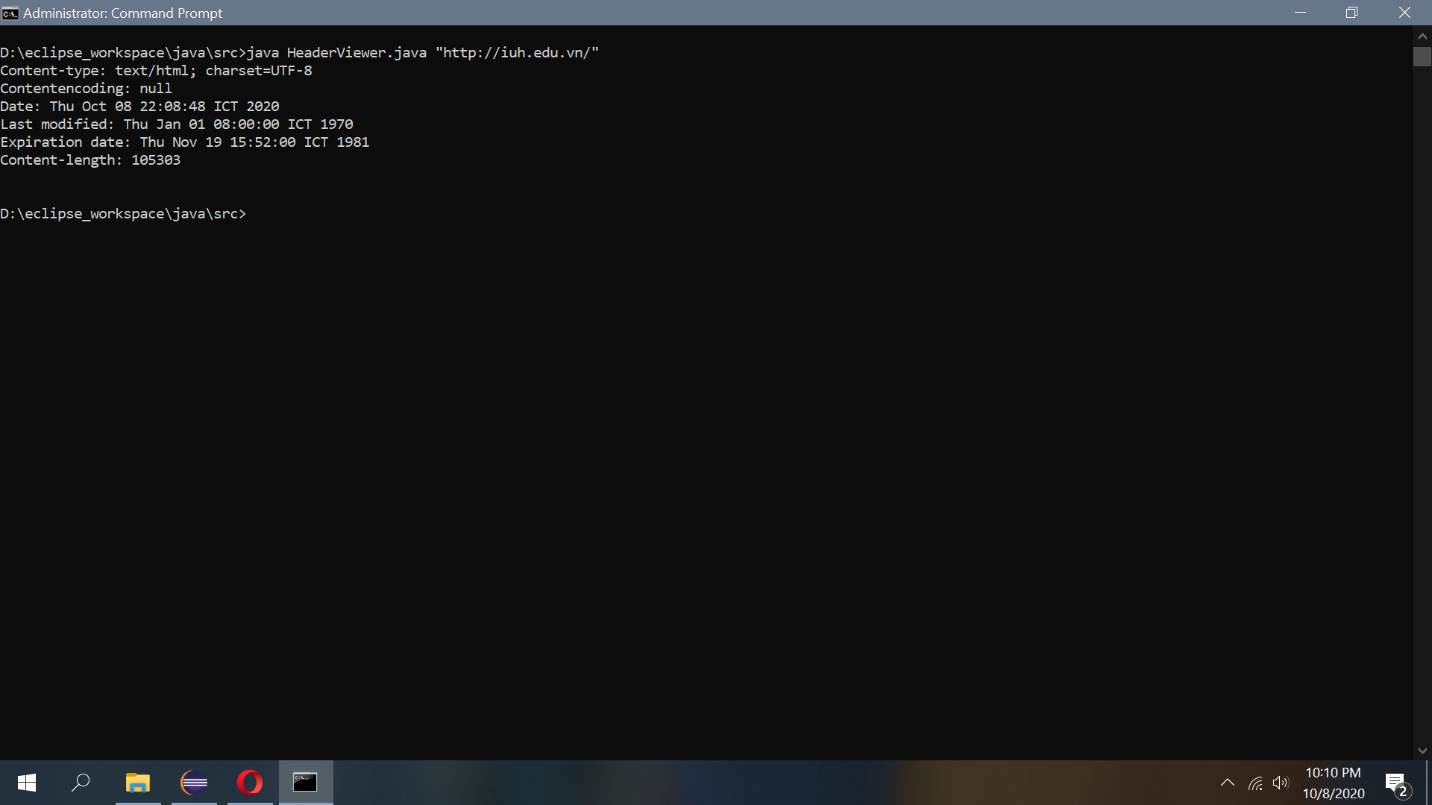 Administrator: Command Prompt
D:\eclipse_workspace\java\src>java HeaderViewer.java "http://iuh.edu.vn/"
Content-type: text/html; charset=UTF-8
Contentencoding: null
Date: Thu Oct 08 22:08:48 ICT 2020
Last modified: Thu Jan 01 08:00:00 ICT 1970
Expiration date: Thu Nov 19 15:52:00 ICT 1981
Content-length: 105303
D:\eclipse_workspace\java\src>
10:10 PM
10/8/2020
2